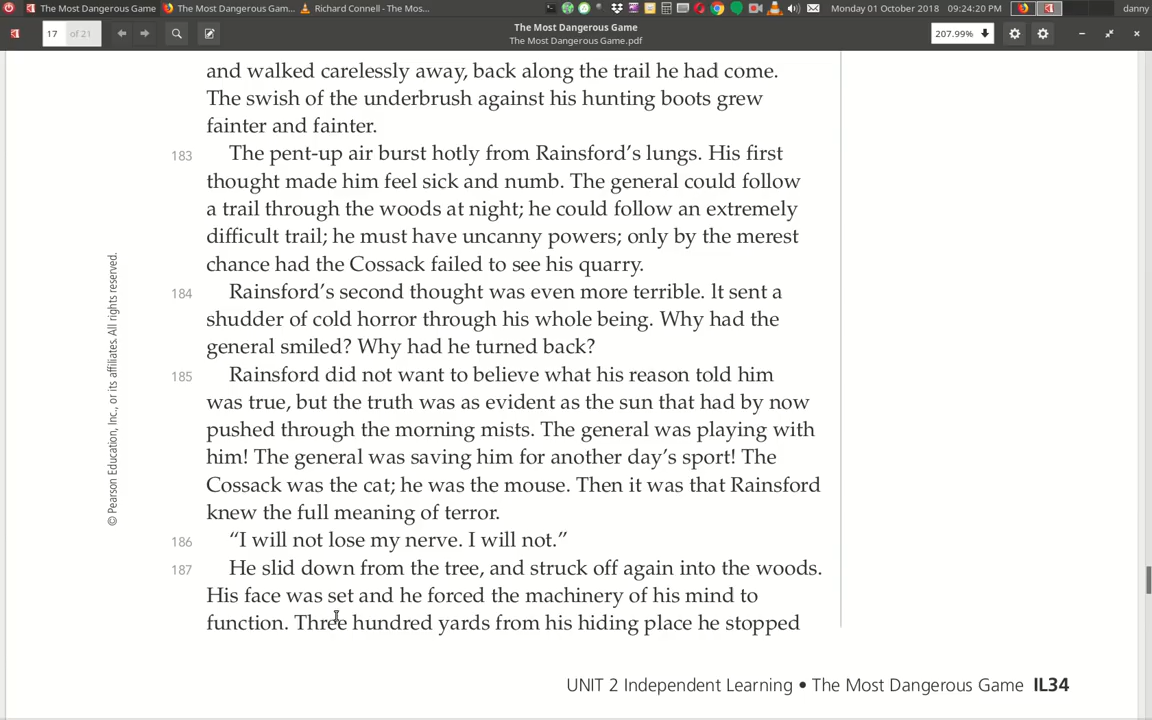 The Most Dangerous Game
The Most Dangerous Gam...
Richard Connell - The Mos...
Monday 01 October 2018
09:24:20 PM
danny
17
of 21
The Most Dangerous Game
The Most Dangerous Game.pdf
207.99%
and walked carelessly away, back along the trail he had come.
The swish of the underbrush against his hunting boots grew
fainter and fainter.
183 The pent-up air burst hotly from Rainsford’s lungs. His first
thought made him feel sick and numb. The general could follow
a trail through the woods at night; he could follow an extremely
difficult trail; he must have uncanny powers; only by the merest
chance had the Cossack failed to see his quarry.
184 Rainsford’s second thought was even more terrible. It sent a
shudder of cold horror through his whole being. Why had the
general smiled? Why had he turned back?
185 Rainsford did not want to believe what his reason told him
was true, but the truth was as evident as the sun that had by now
pushed through the morning mists. The general was playing with
him! The general was saving him for another day’s sport! The
Cossack was the cat; he was the mouse. Then it was that Rainsford
knew the full meaning of terror.
186 “I will not lose my nerve. I will not.”
187 He slid down from the tree, and struck off again into the woods.
His face was set and he forced the machinery of his mind to
function. Three hundred yards from his hiding place he stopped
© Pearson Education, Inc., or its affiliates. All rights reserved.
UNIT 2 Independent Learning • The Most Dangerous Game IL34